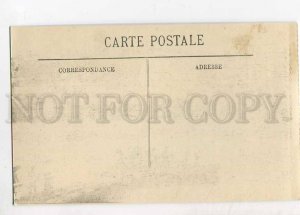 CARTE POSTALE
CORRESPONDANCE
ADRESSE
NOT FOR COPY